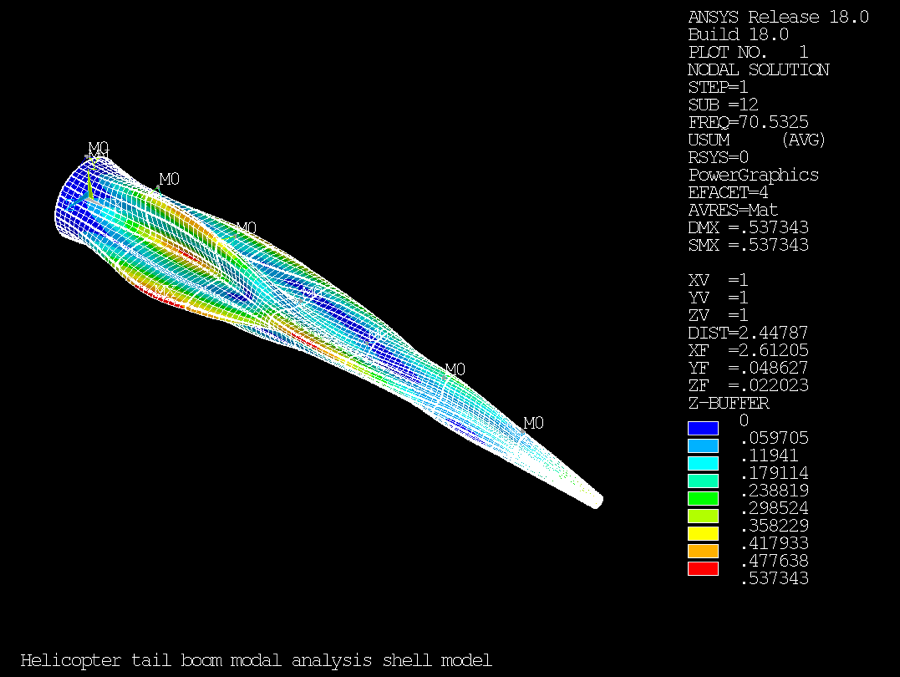 ANSYS Release 18.0
Build 18.0
PLOT NO.   1
NODAL SOLUTION
STEP=1
SUB =12
FREQ=70.5325
USUM     (AVG)
RSYS=0
PowerGraphics
EFACET=4
AVRES=Mat
DMX =.537343
SMX =.537343
XV  =1
YV  =1
ZV  =1
DIST=2.44787
XF  =2.61205
YF  =.048627
ZF  =.022023
Z-BUFFER
0
.059705
.11941
.179114
.238819
.298524
.358229
.417933
.477638
.537343
M0
M0
M0
M0
M0
Helicopter tail boom modal analysis shell model